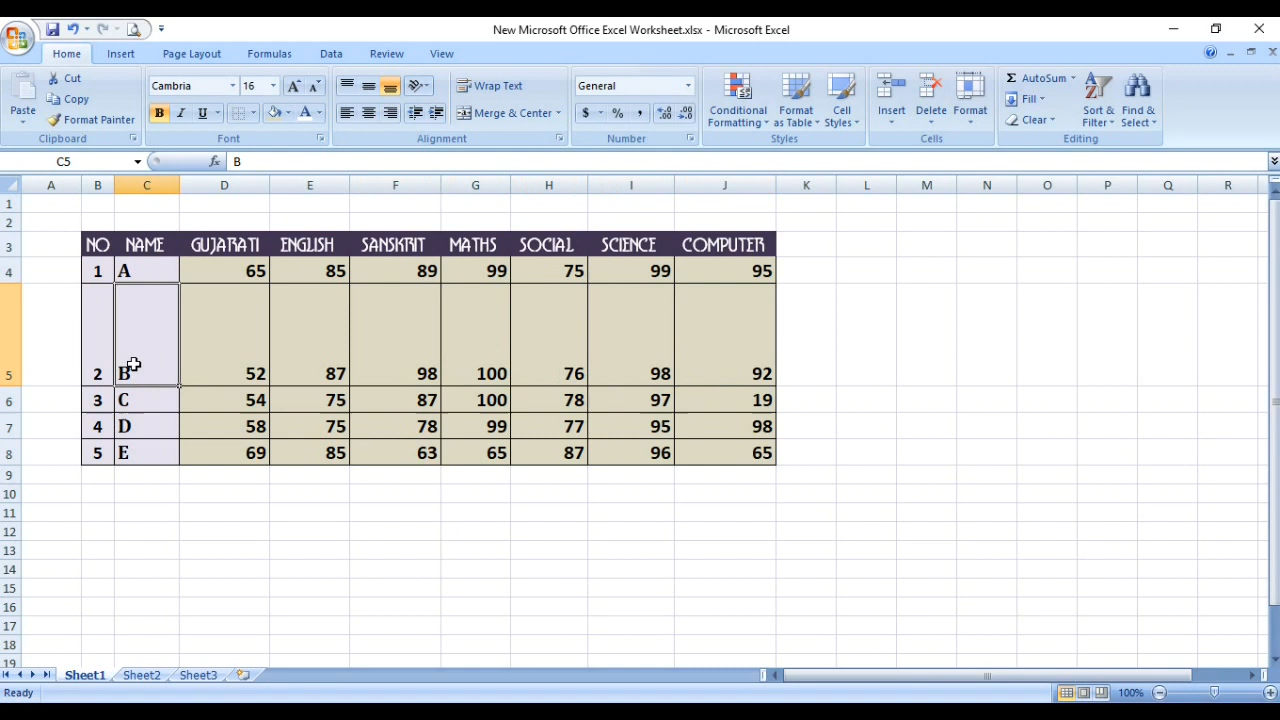 New Microsoft Office Excel Worksheet.xlsx - Microsoft Excel
Home Insert Page Layout Formulas Data Review View
Paste Cut Copy Format Painter
Cambria 16 Wrap Text General AutoSum
B I U Merge & Center $ % , Conditional Formatting Format as Table Cell Styles Insert Delete Format Fill Clear Sort & Filter Find & Select
Clipboard Font Alignment Number Styles Cells Editing
C5 fx B
A B C D E F G H I J K L M N O P Q R
1
2
3 NO NAME GUJARATI ENGLISH SANSKRIT MATHS SOCIAL SCIENCE COMPUTER
4 1 A 65 85 89 99 75 99 95
5 2 B 52 87 98 100 76 98 92
6 3 C 54 75 87 100 78 97 19
7 4 D 58 75 78 99 77 95 98
8 5 E 69 85 63 65 87 96 65
9
10
11
12
13
14
15
16
17
18
19
Sheet1 Sheet2 Sheet3
Ready 100%